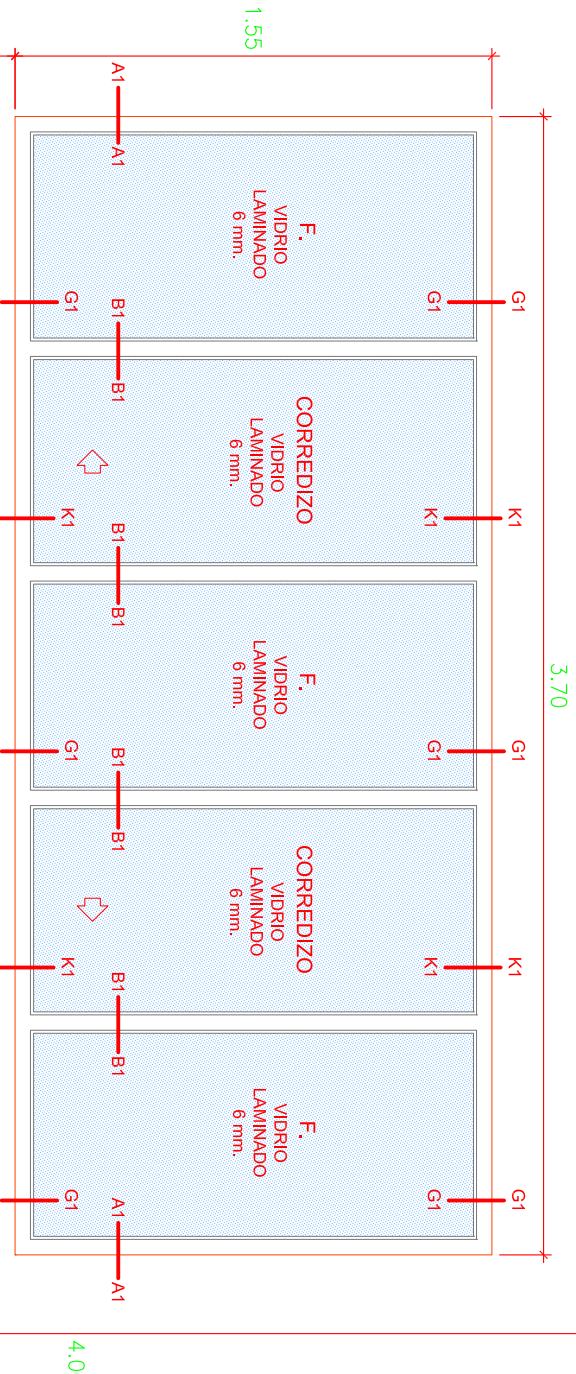 3.70
G1 K1 G1 K1 G1
G1 K1 G1 K1 G1
F.
VIDRIO
LAMINADO
6 mm.
CORREDIZO
VIDRIO
LAMINADO
6 mm.
F.
VIDRIO
LAMINADO
6 mm.
CORREDIZO
VIDRIO
LAMINADO
6 mm.
F.
VIDRIO
LAMINADO
6 mm.
1.55
A1 A1 B1 B1 B1 B1 B1 B1 B1 B1 A1 A1
G1 K1 G1 K1 G1
4.0